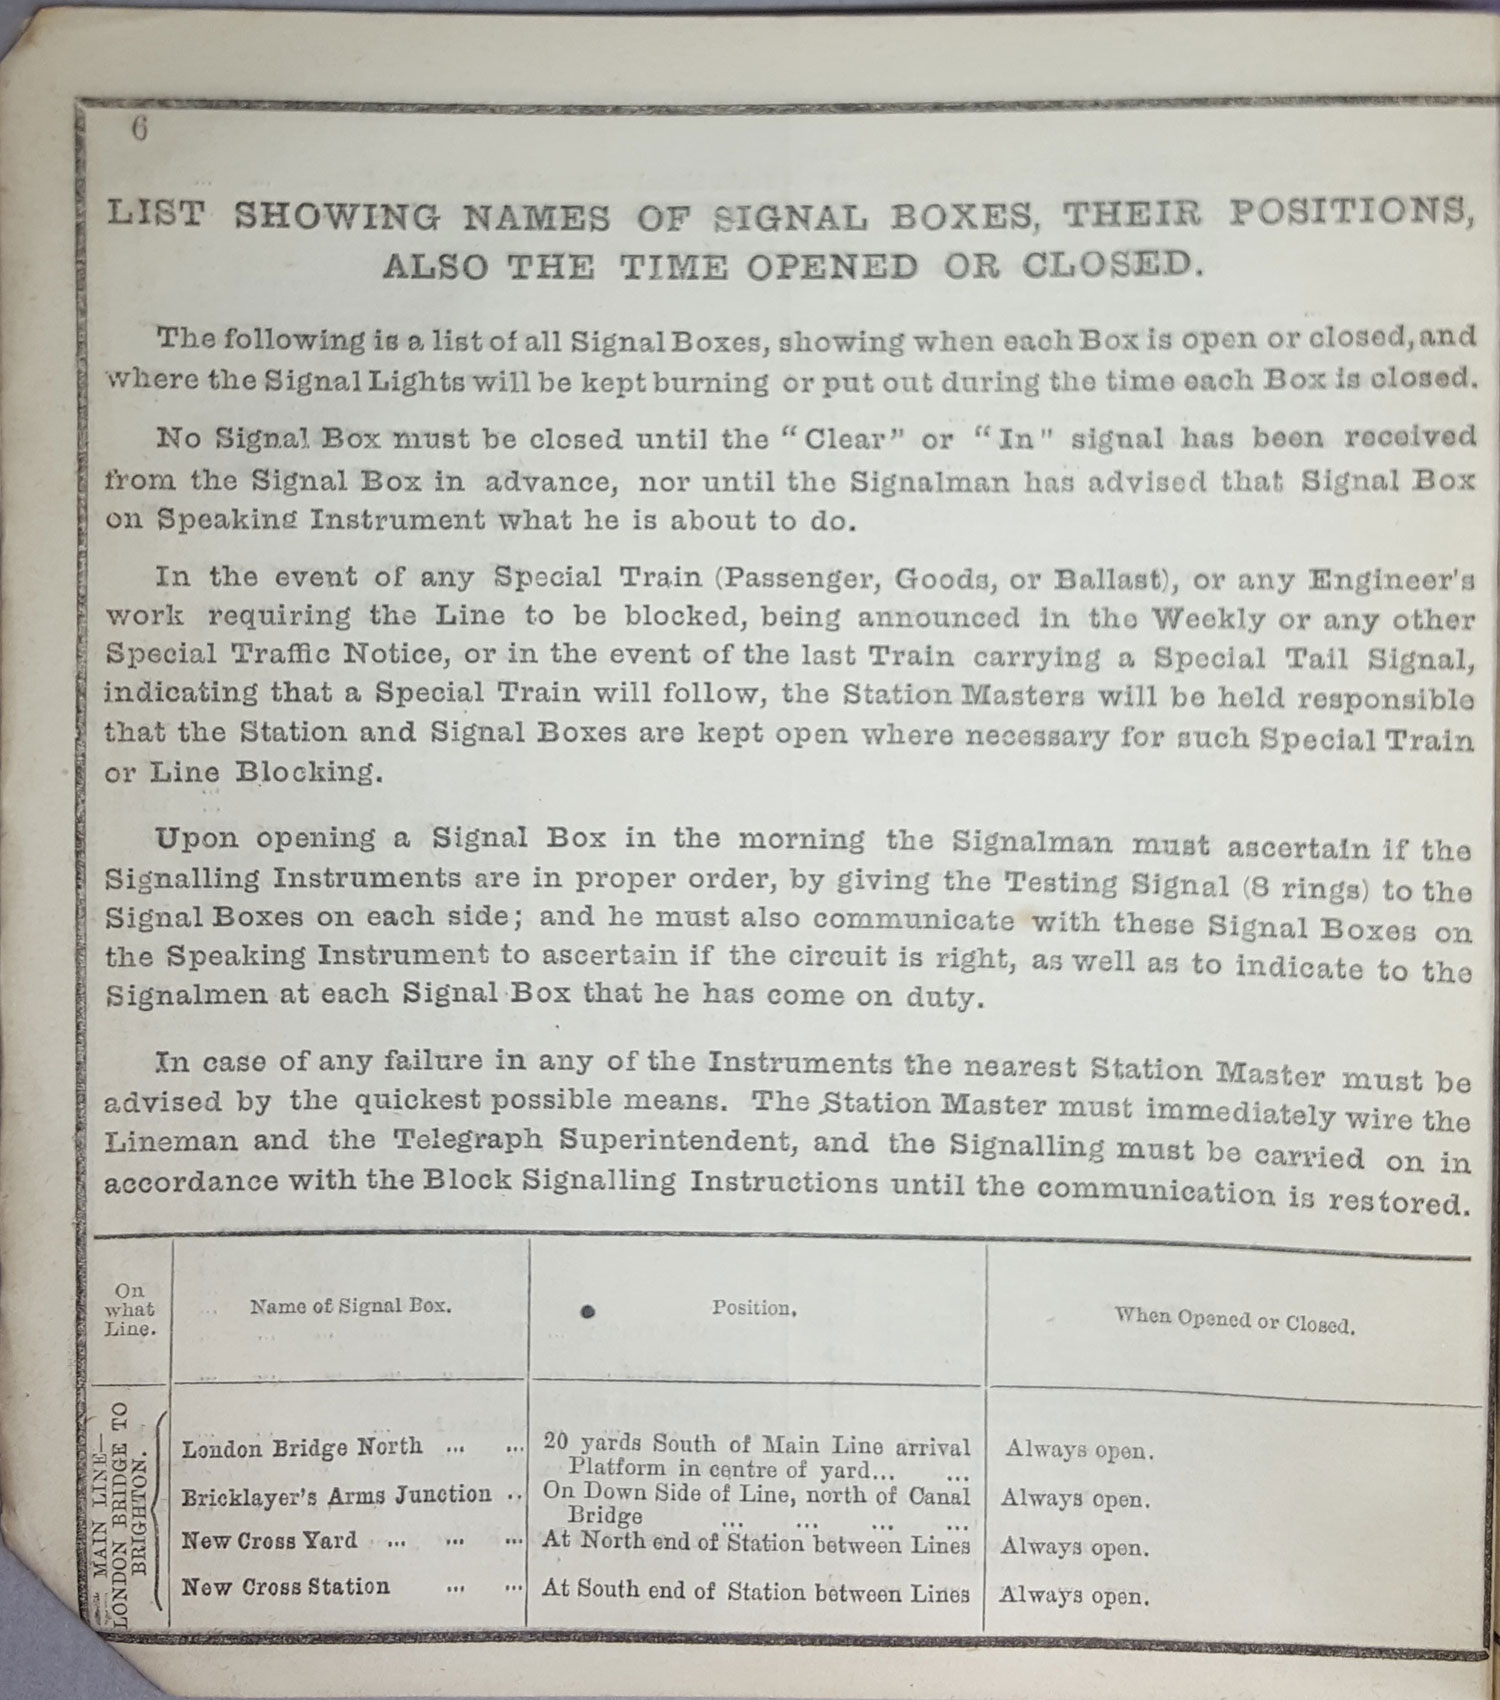 6
LIST SHOWING NAMES OF SIGNAL BOXES, THEIR POSITIONS,
ALSO THE TIME OPENED OR CLOSED.
The following is a list of all Signal Boxes, showing when each Box is open or closed, and
where the Signal Lights will be kept burning or put out during the time each Box is closed.
No Signal Box must be closed until the "Clear" or "In" signal has been received
from the Signal Box in advance, nor until the Signalman has advised that Signal Box
on Speaking Instrument what he is about to do.
In the event of any Special Train (Passenger, Goods, or Ballast), or any Engineer's
work requiring the Line to be blocked, being announced in the Weekly or any other
Special Traffic Notice, or in the event of the last Train carrying a Special Tail Signal,
indicating that a Special Train will follow, the Station Masters will be held responsible
that the Station and Signal Boxes are kept open where necessary for such Special Train
or Line Blocking.
Upon opening a Signal Box in the morning the Signalman must ascertain if the
Signalling Instruments are in proper order, by giving the Testing Signal (8 rings) to the
Signal Boxes on each side; and he must also communicate with these Signal Boxes on
the Speaking Instrument to ascertain if the circuit is right, as well as to indicate to the
Signalmen at each Signal Box that he has come on duty.
In case of any failure in any of the Instruments the nearest Station Master must be
advised by the quickest possible means. The Station Master must immediately wire the
Lineman and the Telegraph Superintendent, and the Signalling must be carried on in
accordance with the Block Signalling Instructions until the communication is restored.
On
what
Line.
Name of Signal Box.
Position.
When Opened or Closed.
MAIN LINE—
LONDON BRIDGE TO
BRIGHTON.
London Bridge North ... ... 20 yards South of Main Line arrival Always open.
Platform in centre of yard... ...
Bricklayer's Arms Junction .. On Down Side of Line, north of Canal Always open.
Bridge ... ... ... ...
New Cross Yard ... ... ... At North end of Station between Lines Always open.
New Cross Station ... ... At South end of Station between Lines Always open.